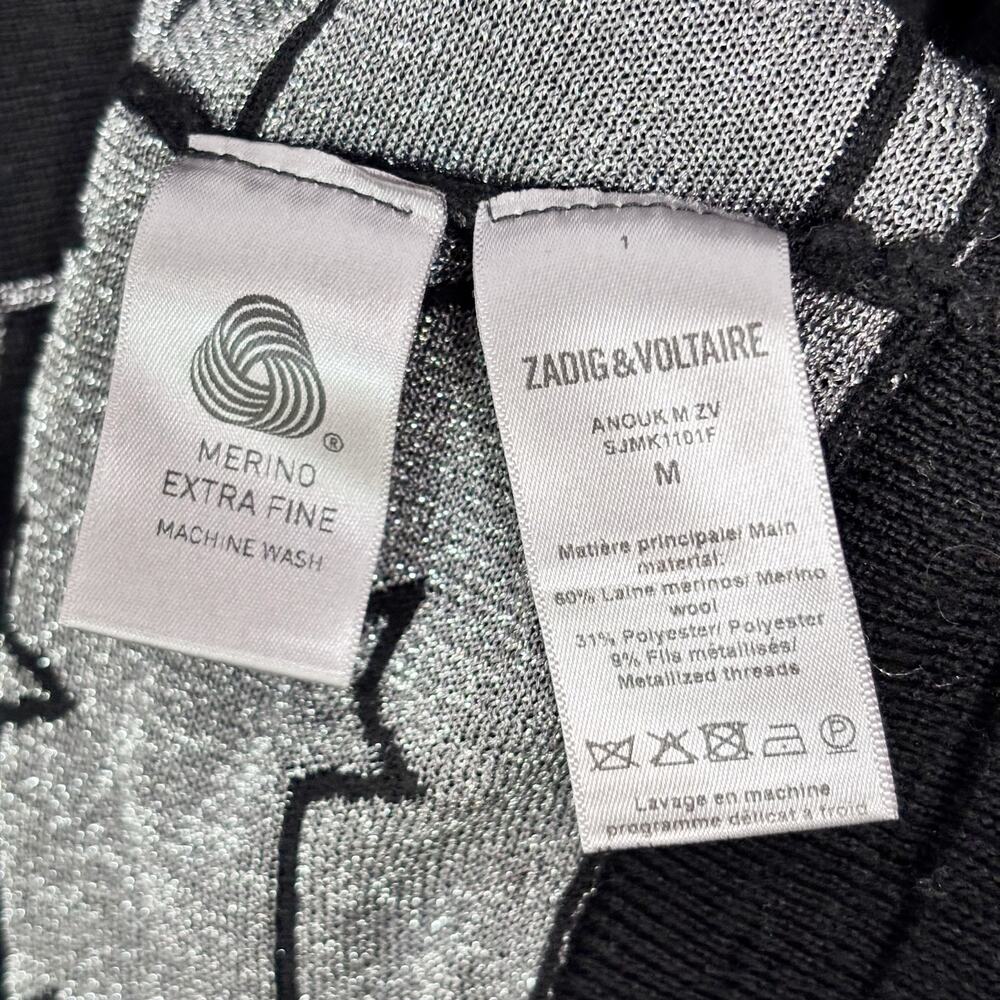 ®
MERINO
EXTRA FINE
MACHINE WASH
1
ZADIG&VOLTAIRE
ANOUK M ZV
SJMK1101F
M
Matière principale/ Main
material:
60% Laine mérinos/ Merino
wool
31% Polyester/ Polyester
9% Fils métallisés/
Metallized threads
P
Lavage en machine
programme délicat à froid